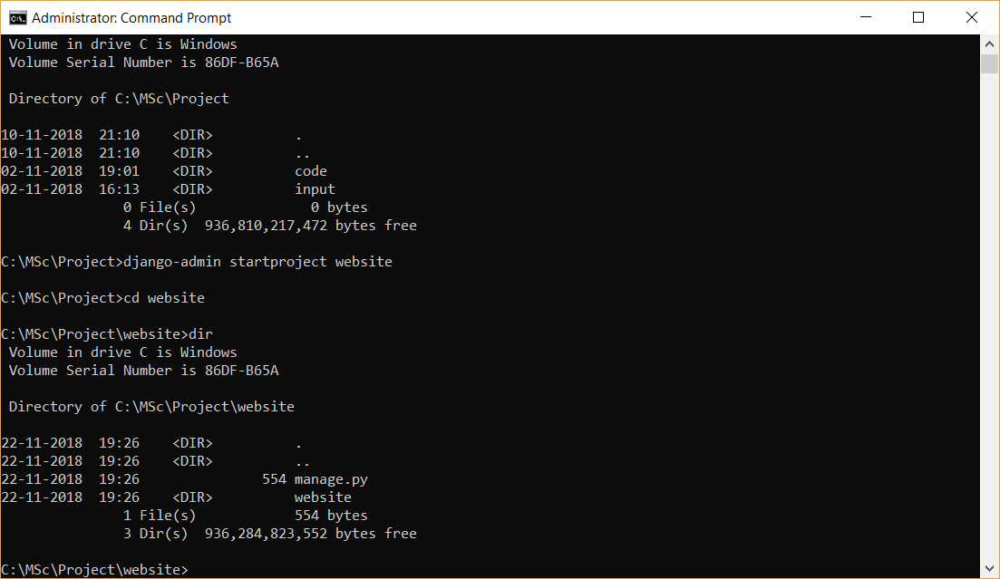 Administrator: Command Prompt
 Volume in drive C is Windows
 Volume Serial Number is 86DF-B65A
 Directory of C:\MSc\Project
10-11-2018  21:10    <DIR>          .
10-11-2018  21:10    <DIR>          ..
02-11-2018  19:01    <DIR>          code
02-11-2018  16:13    <DIR>          input
               0 File(s)              0 bytes
               4 Dir(s)  936,810,217,472 bytes free
C:\MSc\Project>django-admin startproject website
C:\MSc\Project>cd website
C:\MSc\Project\website>dir
 Volume in drive C is Windows
 Volume Serial Number is 86DF-B65A
 Directory of C:\MSc\Project\website
22-11-2018  19:26    <DIR>          .
22-11-2018  19:26    <DIR>          ..
22-11-2018  19:26               554 manage.py
22-11-2018  19:26    <DIR>          website
               1 File(s)            554 bytes
               3 Dir(s)  936,284,823,552 bytes free
C:\MSc\Project\website>